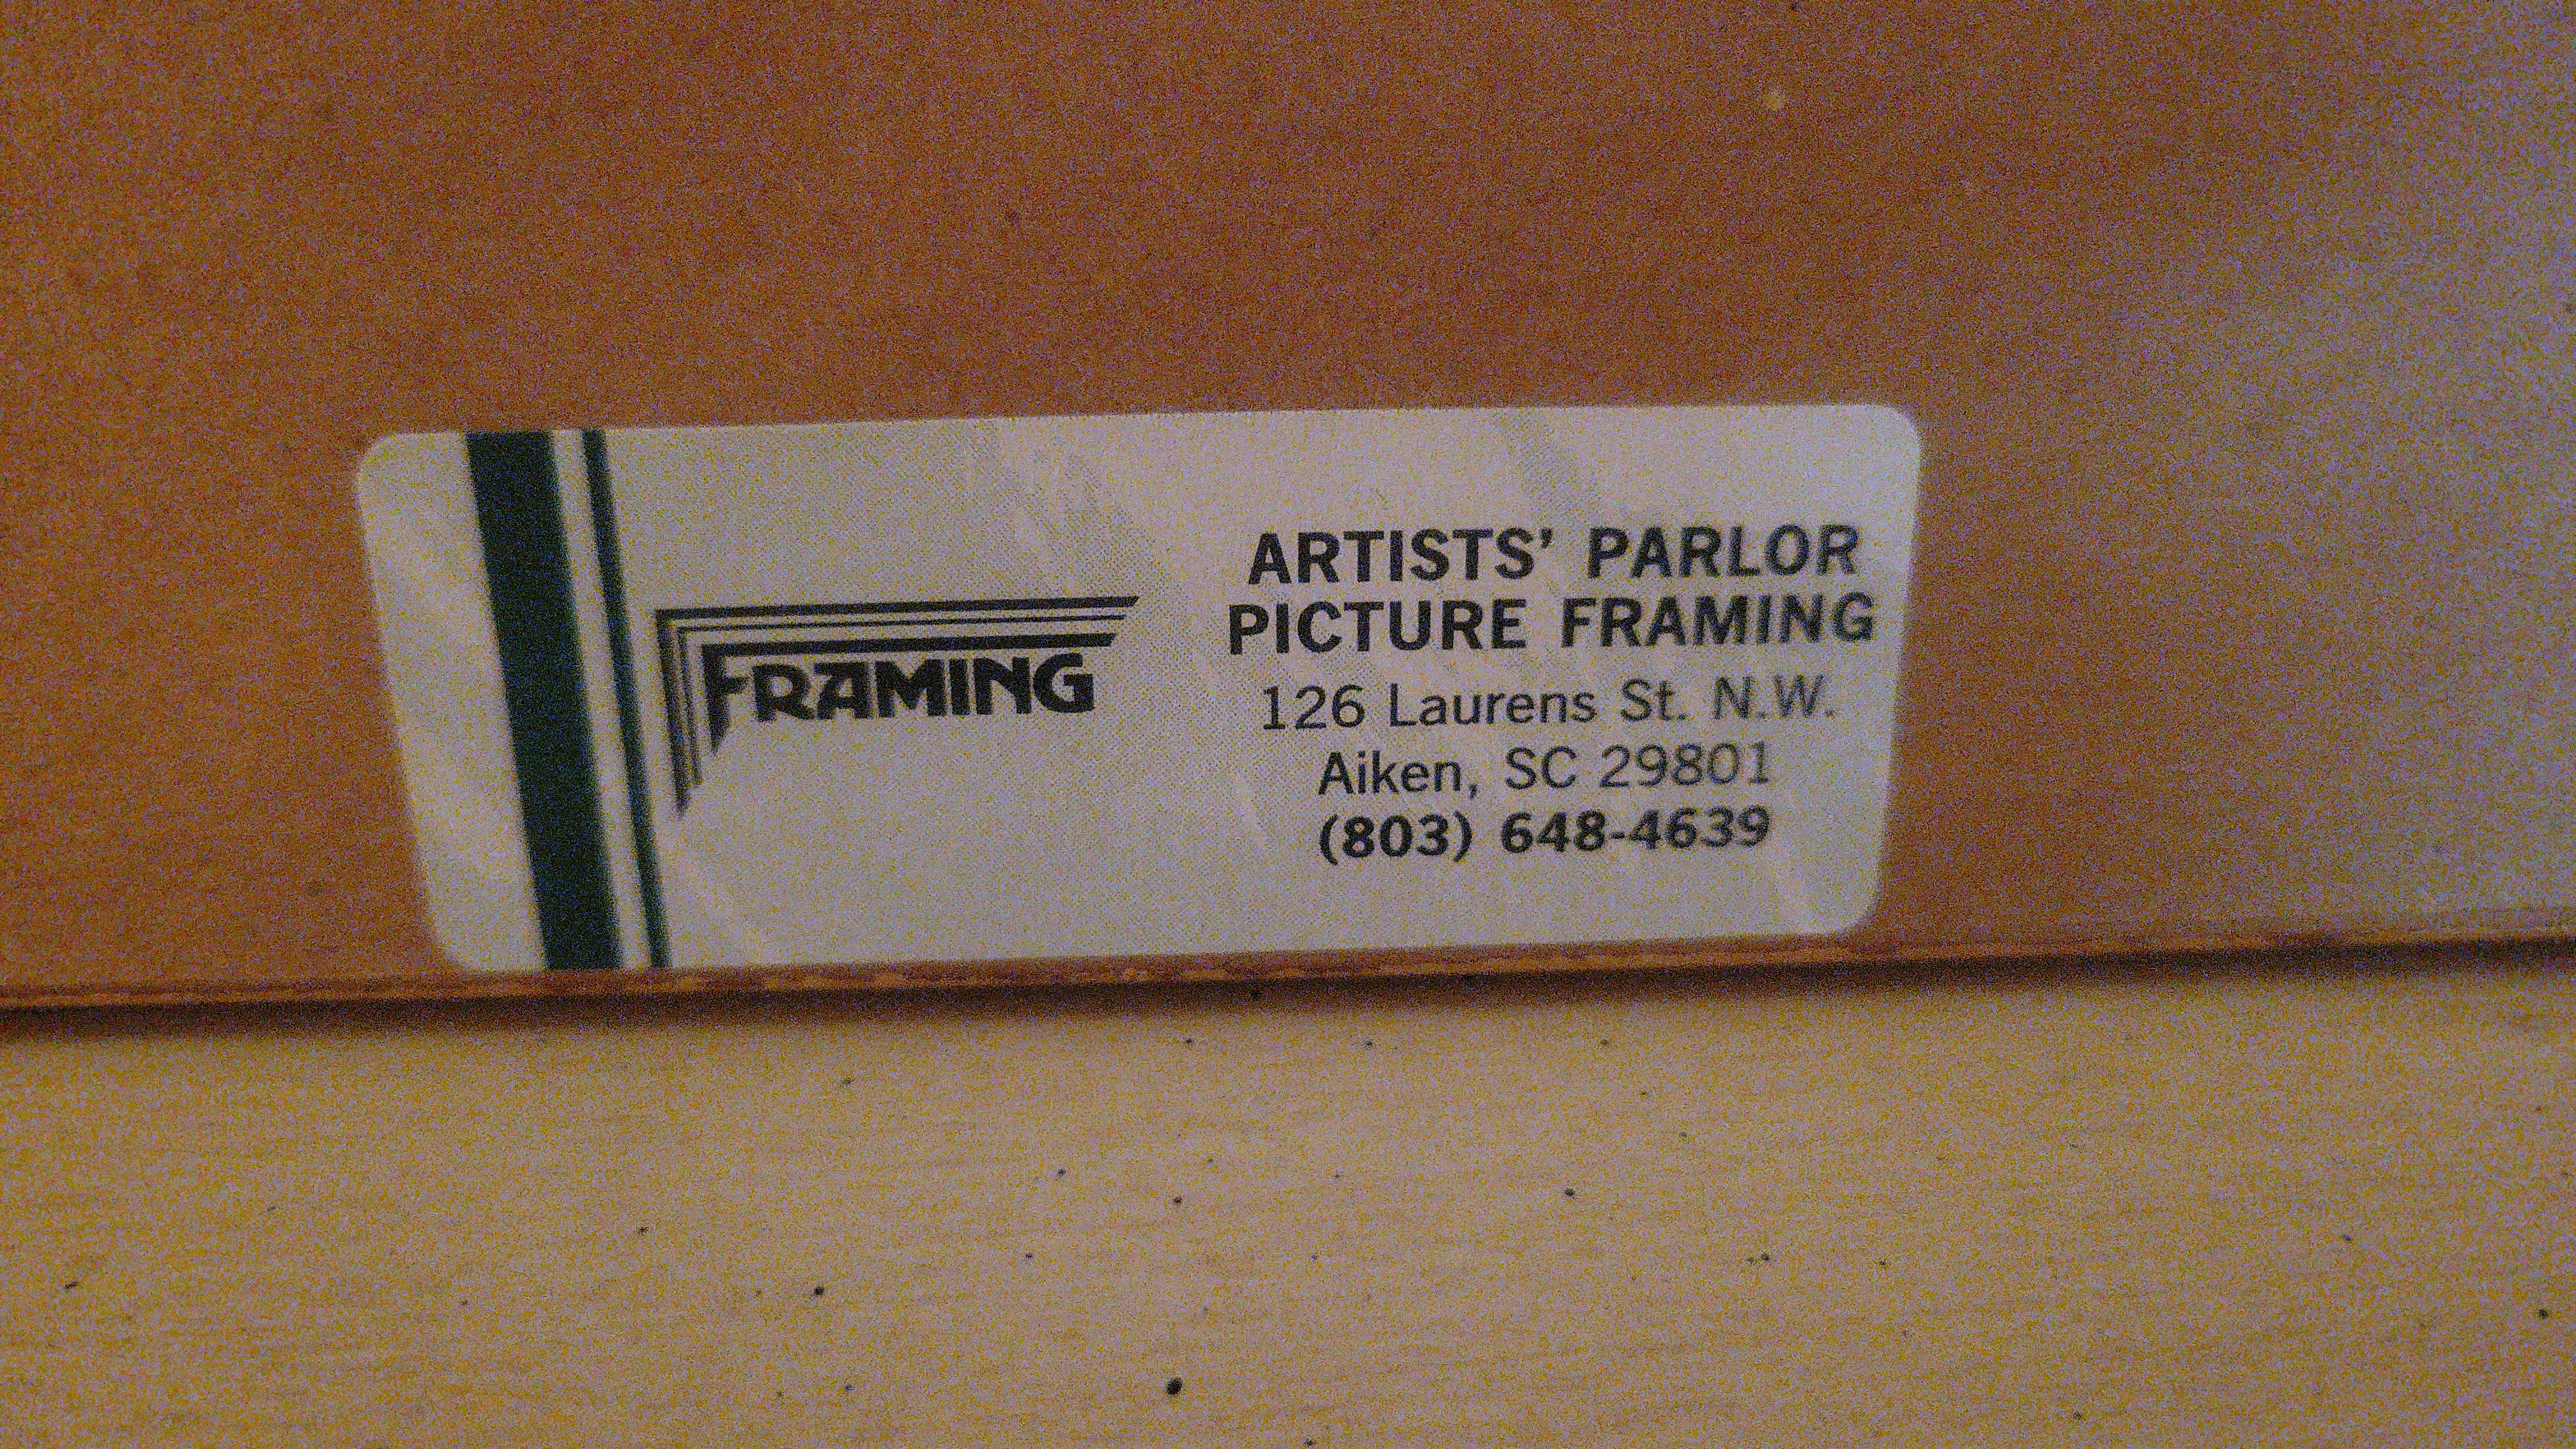 FRAMING
ARTISTS' PARLOR
PICTURE FRAMING
126 Laurens St. N.W.
Aiken, SC 29801
(803) 648-4639